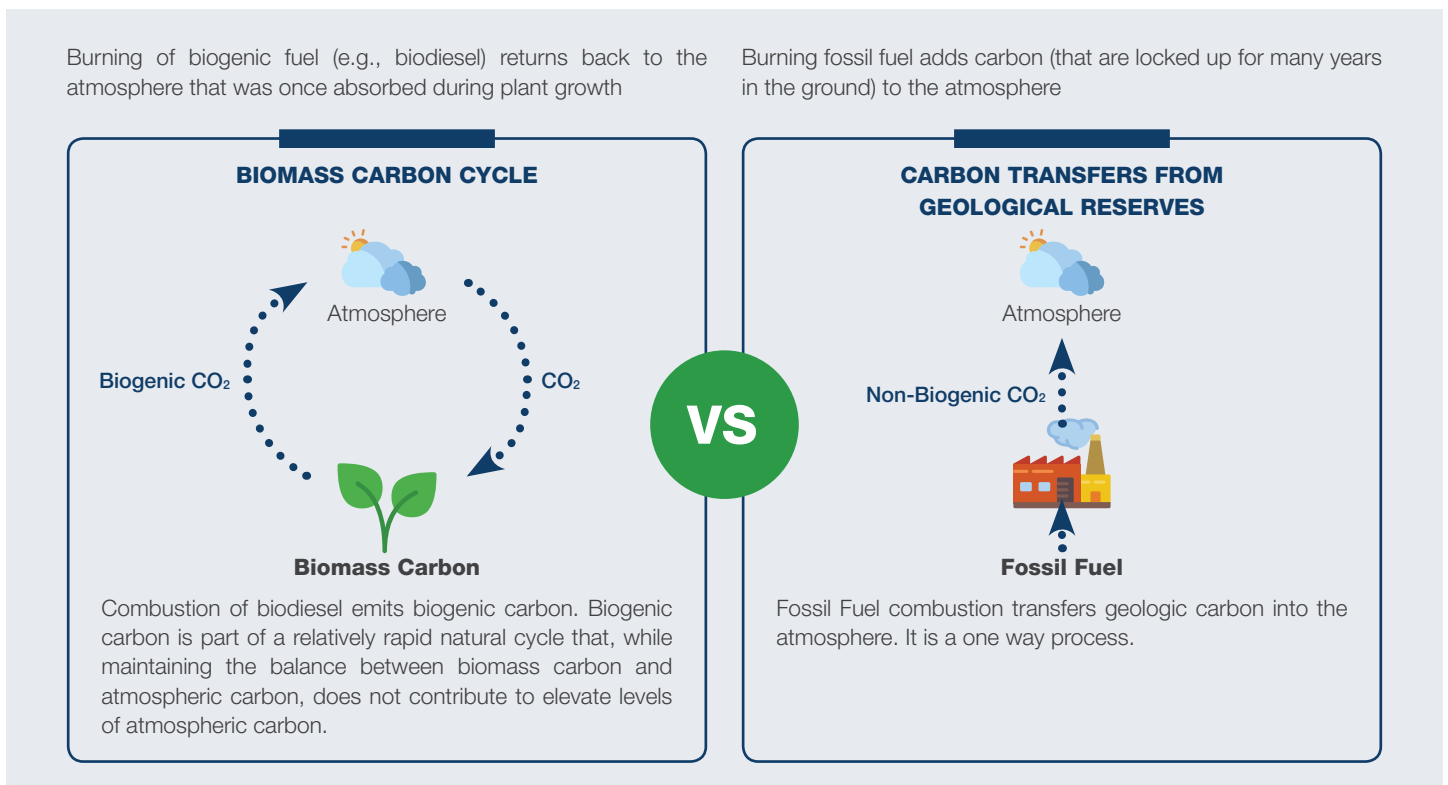 Burning of biogenic fuel (e.g., biodiesel) returns back to the
atmosphere that was once absorbed during plant growth
Burning fossil fuel adds carbon (that are locked up for many years
in the ground) to the atmosphere
BIOMASS CARBON CYCLE
Atmosphere
Biogenic CO₂
CO₂
Biomass Carbon
Combustion of biodiesel emits biogenic carbon. Biogenic
carbon is part of a relatively rapid natural cycle that, while
maintaining the balance between biomass carbon and
atmospheric carbon, does not contribute to elevate levels
of atmospheric carbon.
VS
CARBON TRANSFERS FROM
GEOLOGICAL RESERVES
Atmosphere
Non-Biogenic CO₂
Fossil Fuel
Fossil Fuel combustion transfers geologic carbon into the
atmosphere. It is a one way process.